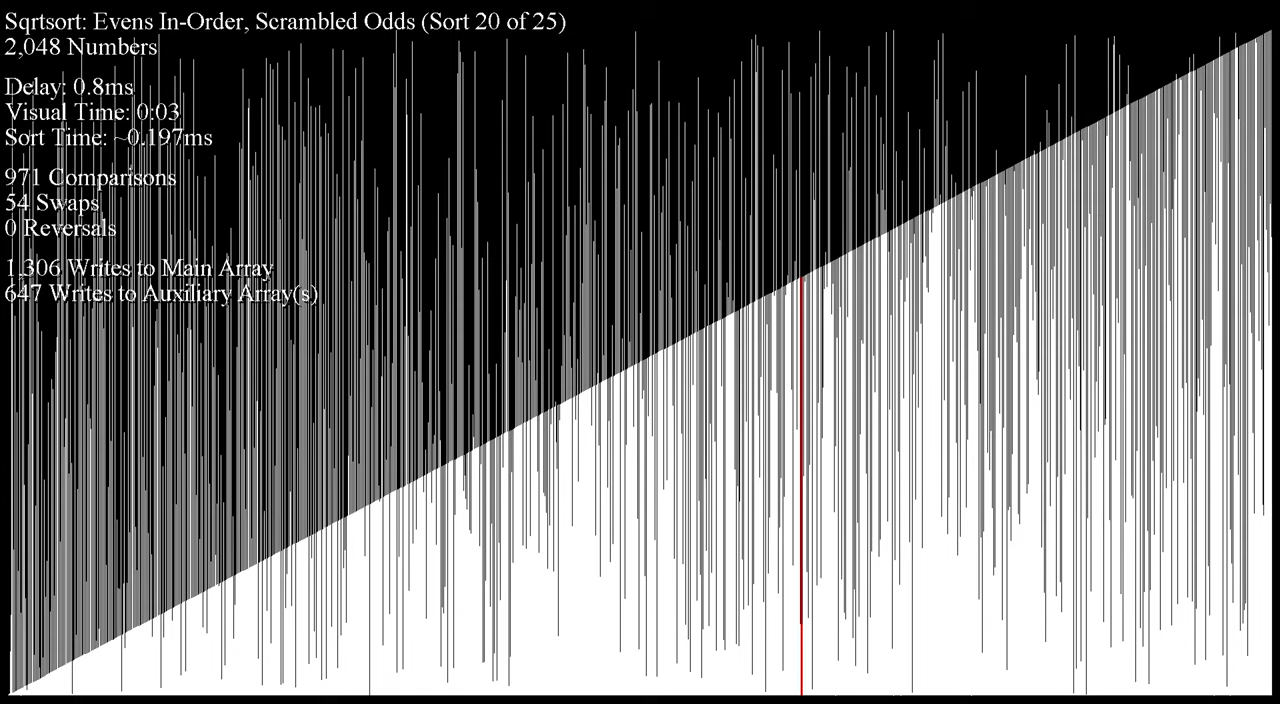 Sqrtsort: Evens In-Order, Scrambled Odds (Sort 20 of 25)
2,048 Numbers
Delay: 0.8ms
Visual Time: 0:03
Sort Time: ~0.197ms
971 Comparisons
54 Swaps
0 Reversals
1,306 Writes to Main Array
647 Writes to Auxiliary Array(s)